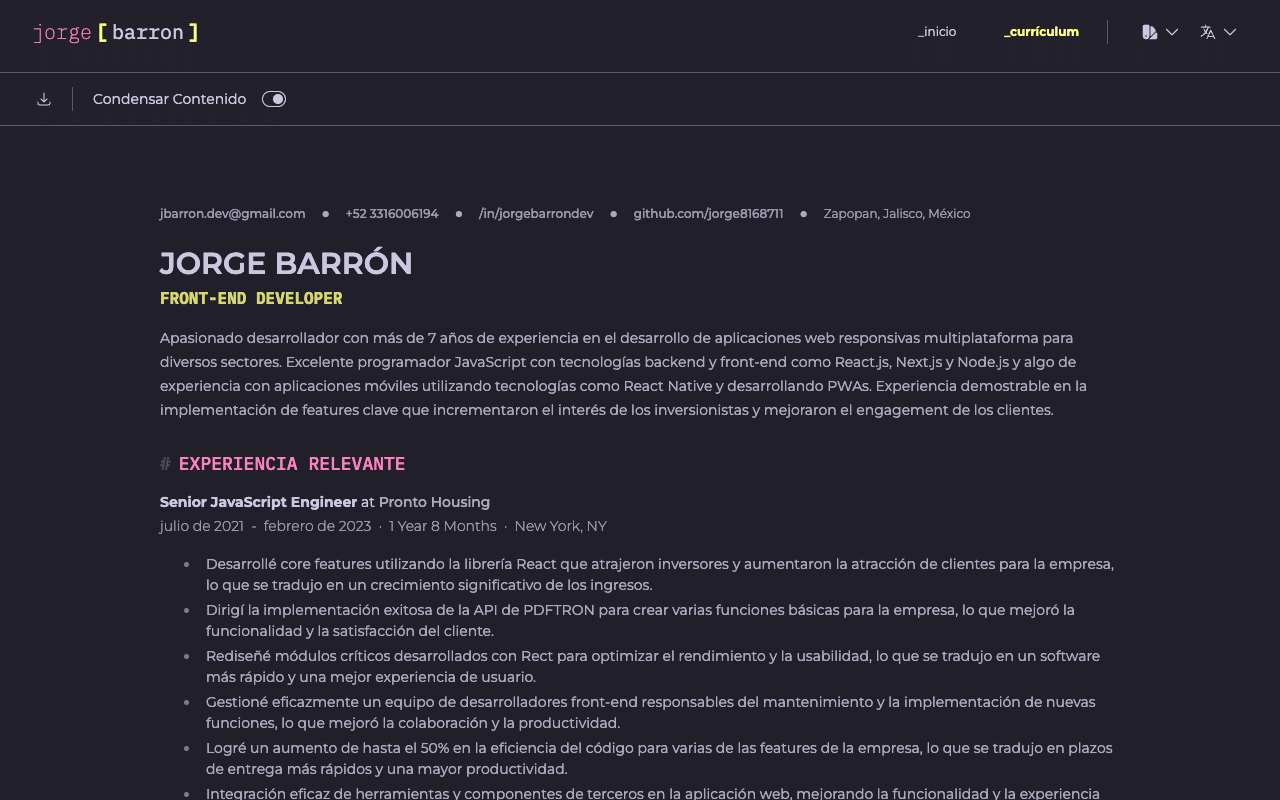 jorge[barron]
_inicio
_currículum
Condensar Contenido
jbarron.dev@gmail.com ● +52 3316006194 ● /in/jorgebarrondev ● github.com/jorge8168711 ● Zapopan, Jalisco, México
JORGE BARRÓN
FRONT-END DEVELOPER
Apasionado desarrollador con más de 7 años de experiencia en el desarrollo de aplicaciones web responsivas multiplataforma para
diversos sectores. Excelente programador JavaScript con tecnologías backend y front-end como React.js, Next.js y Node.js y algo de
experiencia con aplicaciones móviles utilizando tecnologías como React Native y desarrollando PWAs. Experiencia demostrable en la
implementación de features clave que incrementaron el interés de los inversionistas y mejoraron el engagement de los clientes.
# EXPERIENCIA RELEVANTE
Senior JavaScript Engineer at Pronto Housing
julio de 2021 - febrero de 2023 · 1 Year 8 Months · New York, NY
• Desarrollé core features utilizando la librería React que atrajeron inversores y aumentaron la atracción de clientes para la empresa,
lo que se tradujo en un crecimiento significativo de los ingresos.
• Dirigí la implementación exitosa de la API de PDFTRON para crear varias funciones básicas para la empresa, lo que mejoró la
funcionalidad y la satisfacción del cliente.
• Rediseñé módulos críticos desarrollados con Rect para optimizar el rendimiento y la usabilidad, lo que se tradujo en un software
más rápido y una mejor experiencia de usuario.
• Gestioné eficazmente un equipo de desarrolladores front-end responsables del mantenimiento y la implementación de nuevas
funciones, lo que mejoró la colaboración y la productividad.
• Logré un aumento de hasta el 50% en la eficiencia del código para varias de las features de la empresa, lo que se tradujo en plazos
de entrega más rápidos y una mayor productividad.
• Integración eficaz de herramientas y componentes de terceros en la aplicación web, mejorando la funcionalidad y la experiencia